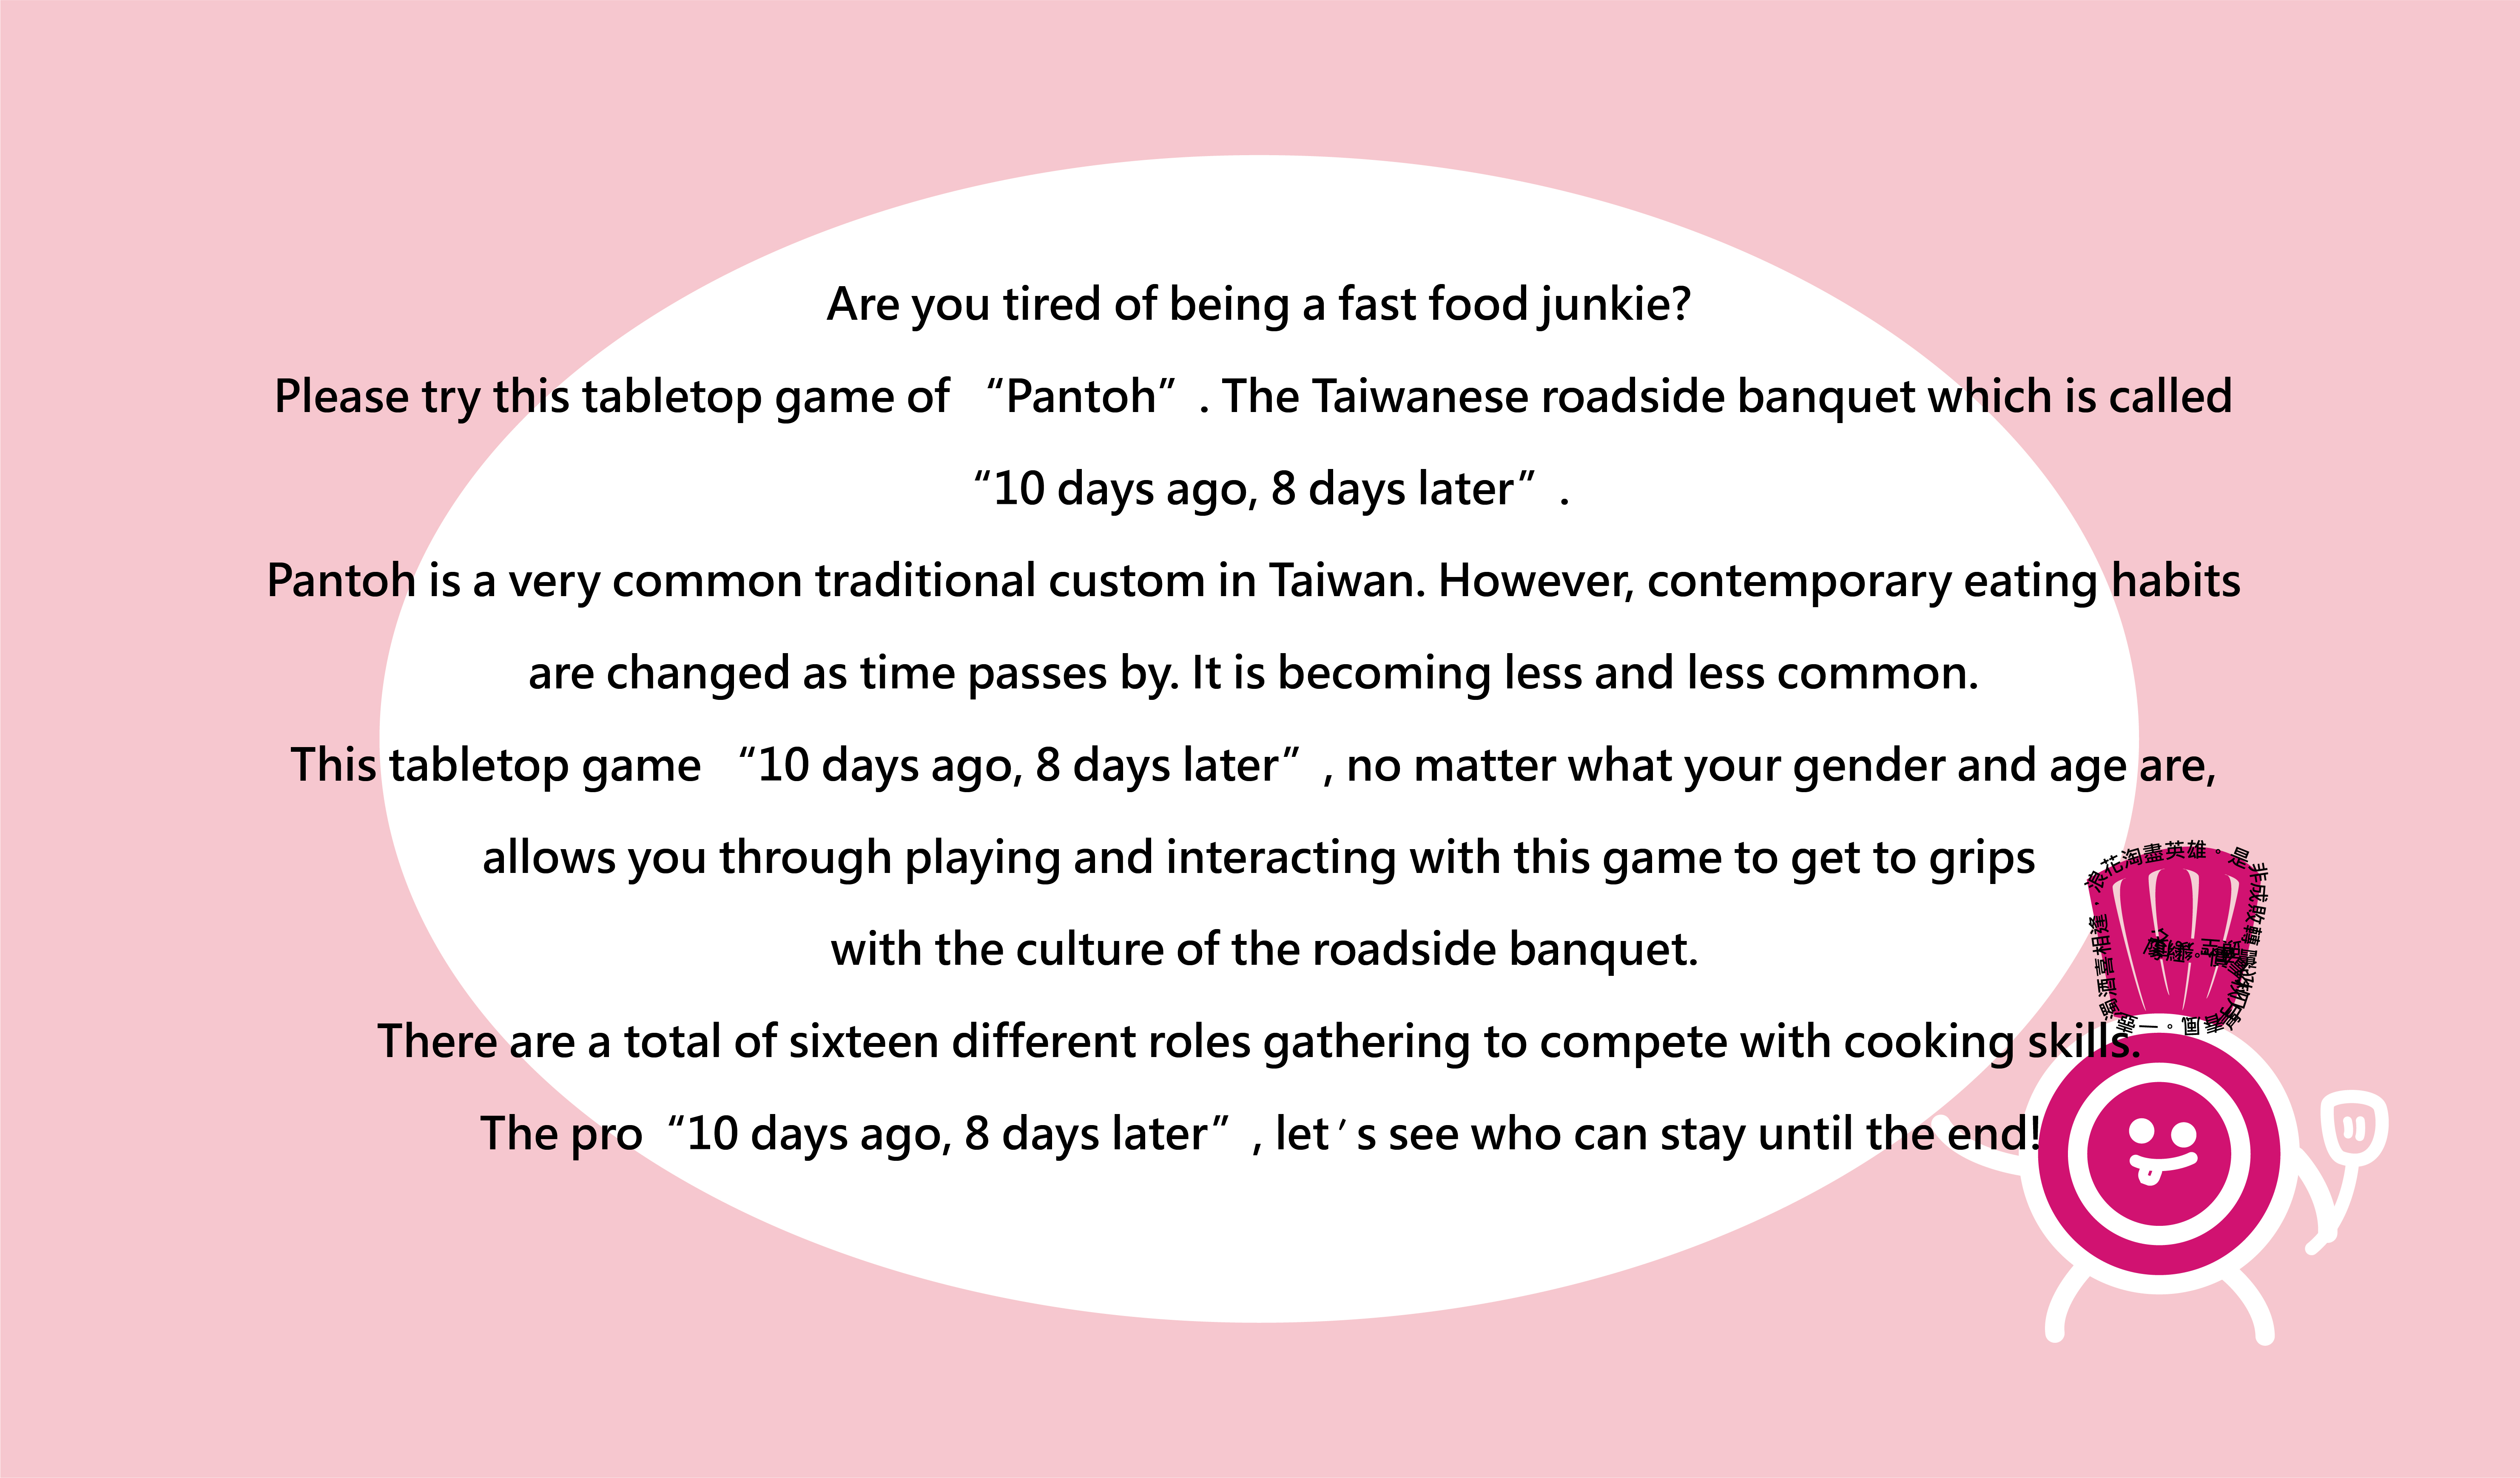 Are you tired of being a fast food junkie?
Please try this tabletop game of “Pantoh”. The Taiwanese roadside banquet which is called
“10 days ago, 8 days later”.
Pantoh is a very common traditional custom in Taiwan. However, contemporary eating habits
are changed as time passes by. It is becoming less and less common.
This tabletop game “10 days ago, 8 days later”, no matter what your gender and age are,
allows you through playing and interacting with this game to get to grips
with the culture of the roadside banquet.
There are a total of sixteen different roles gathering to compete with cooking skills.
The pro “10 days ago, 8 days later”, let’s see who can stay until the end!
浪花淘盡英雄。是非成敗轉
春風。一壺濁酒喜相逢，